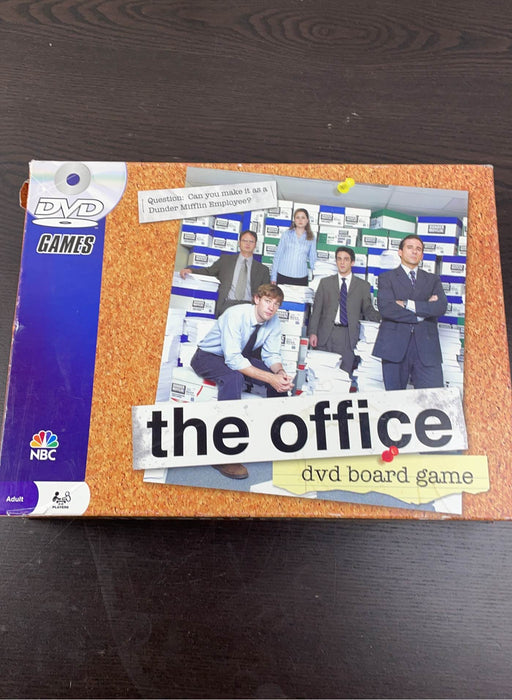 DVD
GAMES
Question: Can you make it as a
Dunder Mifflin Employee?
the office
dvd board game
NBC
Adult
PLAYERS